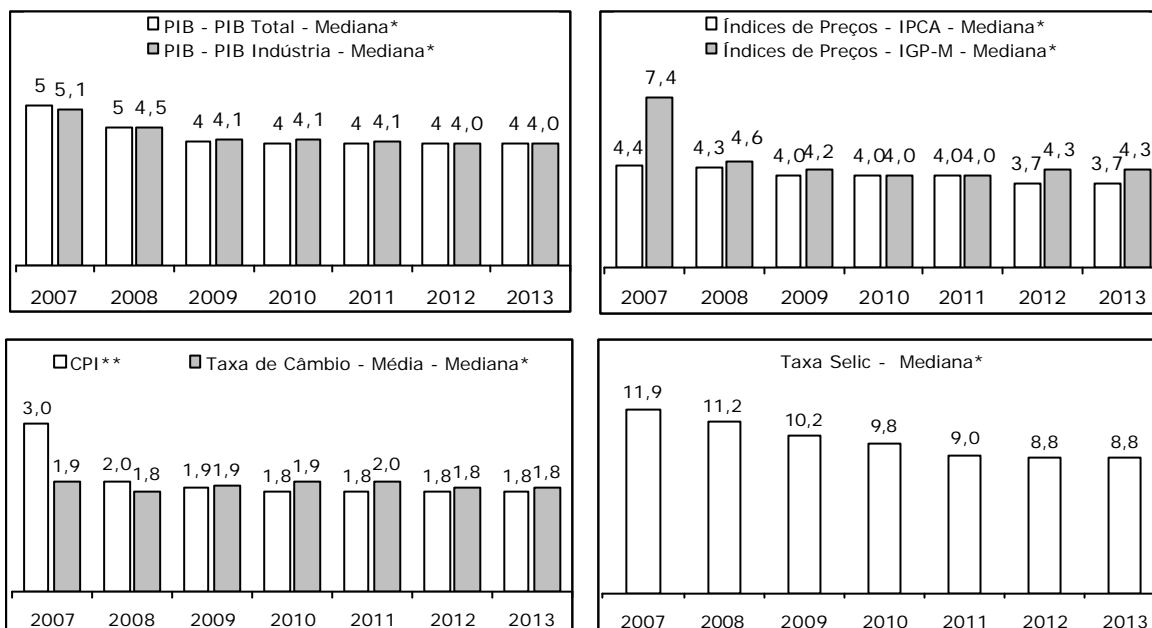 PIB - PIB Total - Mediana*
PIB - PIB Indústria - Mediana*
5 5,1 5 4,5 4 4,1 4 4,1 4 4,1 4 4,0 4 4,0
2007 2008 2009 2010 2011 2012 2013
Índices de Preços - IPCA - Mediana*
Índices de Preços - IGP-M - Mediana*
4,4 7,4 4,3 4,6 4,0 4,2 4,0 4,0 4,0 4,0 3,7 4,3 3,7 4,3
2007 2008 2009 2010 2011 2012 2013
CPI** Taxa de Câmbio - Média - Mediana*
3,0 1,9 2,0 1,8 1,9 1,9 1,8 1,9 1,8 2,0 1,8 1,8 1,8 1,8
2007 2008 2009 2010 2011 2012 2013
Taxa Selic - Mediana*
11,9 11,2 10,2 9,8 9,0 8,8 8,8
2007 2008 2009 2010 2011 2012 2013